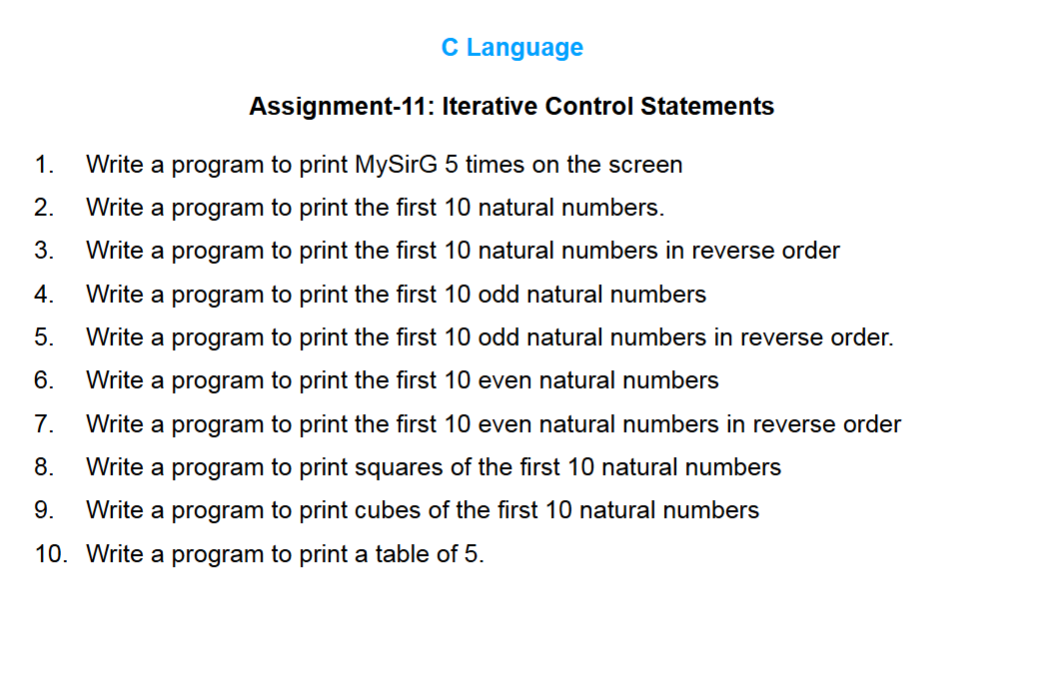 C Language
Assignment-11: Iterative Control Statements
1. Write a program to print MySirG 5 times on the screen
2. Write a program to print the first 10 natural numbers.
3. Write a program to print the first 10 natural numbers in reverse order
4. Write a program to print the first 10 odd natural numbers
5. Write a program to print the first 10 odd natural numbers in reverse order.
6. Write a program to print the first 10 even natural numbers
7. Write a program to print the first 10 even natural numbers in reverse order
8. Write a program to print squares of the first 10 natural numbers
9. Write a program to print cubes of the first 10 natural numbers
10. Write a program to print a table of 5.